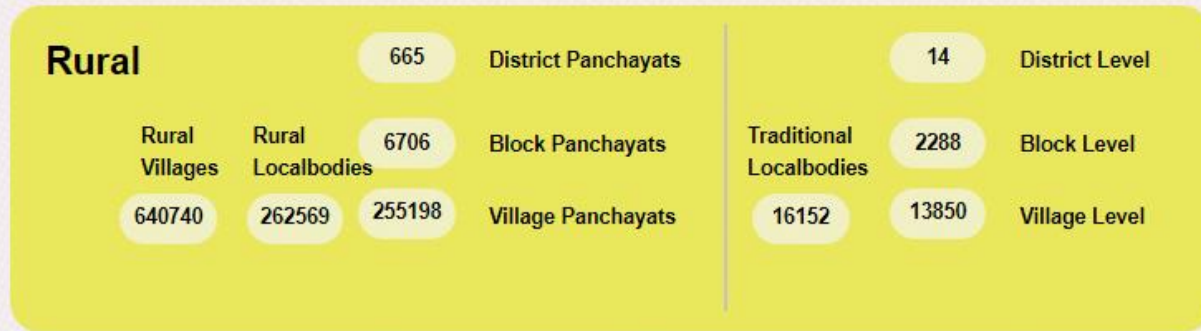 Rural
665 District Panchayats
Rural Villages
640740
Rural Localbodies
262569
6706 Block Panchayats
255198 Village Panchayats
14 District Level
Traditional Localbodies
16152
2288 Block Level
13850 Village Level